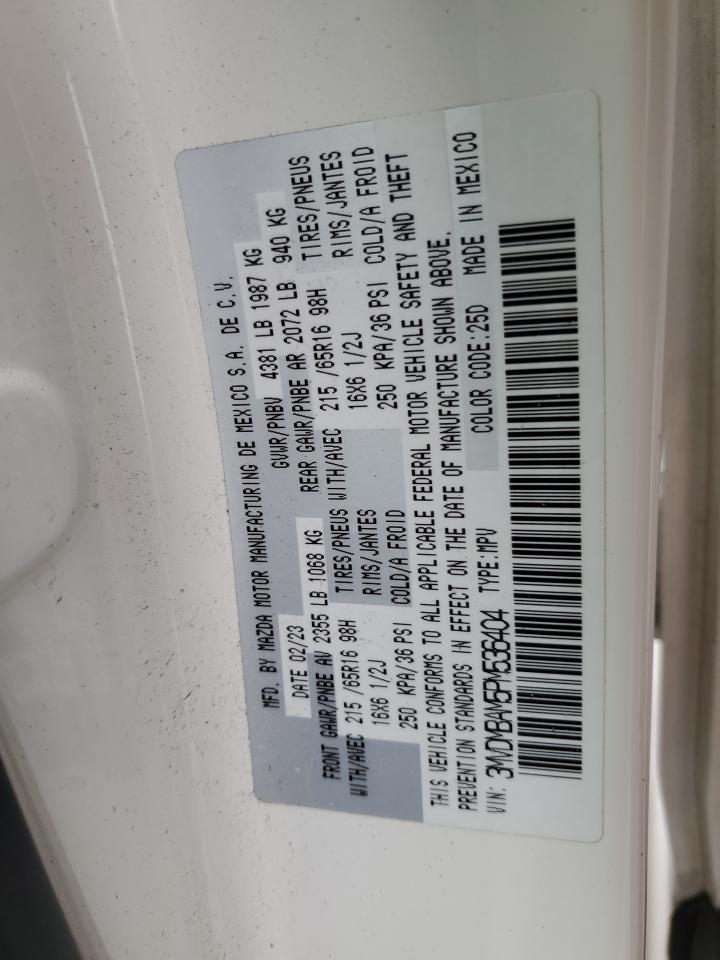 MFD. BY MAZDA MOTOR MANUFACTURING DE MEXICO S.A. DE C.V.
DATE 02/23 GVWR/PNBV 4381 LB 1987 KG
FRONT GAWR/PNBE AV 2355 LB 1068 KG REAR GAWR/PNBE AR 2072 LB 940 KG
WITH/AVEC 215 /65R16 98H TIRES/PNEUS WITH/AVEC 215 /65R16 98H TIRES/PNEUS
16X6 1/2J RIMS/JANTES 16X6 1/2J RIMS/JANTES
250 KPA/36 PSI COLD/A FROID 250 KPA/36 PSI COLD/A FROID
THIS VEHICLE CONFORMS TO ALL APPLICABLE FEDERAL MOTOR VEHICLE SAFETY AND THEFT
PREVENTION STANDARDS IN EFFECT ON THE DATE OF MANUFACTURE SHOWN ABOVE.
VIN: 3MVDMBAM5PM536404 TYPE:MPV COLOR CODE:25D MADE IN MEXICO